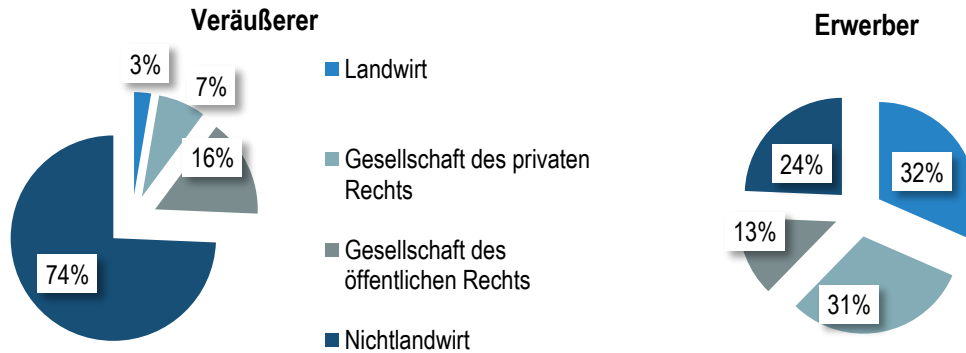 Veräußerer
3%
7%
16%
74%
Landwirt
Gesellschaft des privaten
Rechts
Gesellschaft des
öffentlichen Rechts
Nichtlandwirt
Erwerber
24%
32%
13%
31%